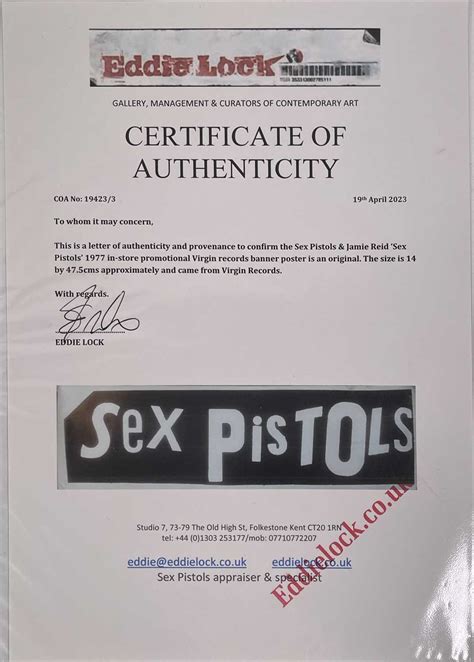 Eddie Lock
GALLERY, MANAGEMENT & CURATORS OF CONTEMPORARY ART
CERTIFICATE OF
AUTHENTICITY
COA No: 19423/3 19th April 2023
To whom it may concern,
This is a letter of authenticity and provenance to confirm the Sex Pistols & Jamie Reid 'Sex
Pistols' 1977 in-store promotional Virgin records banner poster is an original. The size is 14
by 47.5cms approximately and came from Virgin Records.
With regards.
EDDIE LOCK
Sex PisTOLS
Studio 7, 73-79 The Old High St, Folkestone Kent CT20 1RN
tel: +44 (0)1303 253177/mob: 07710772207
eddie@eddielock.co.uk eddielock.co.uk
Sex Pistols appraiser & specialist
Eddielock.co.uk